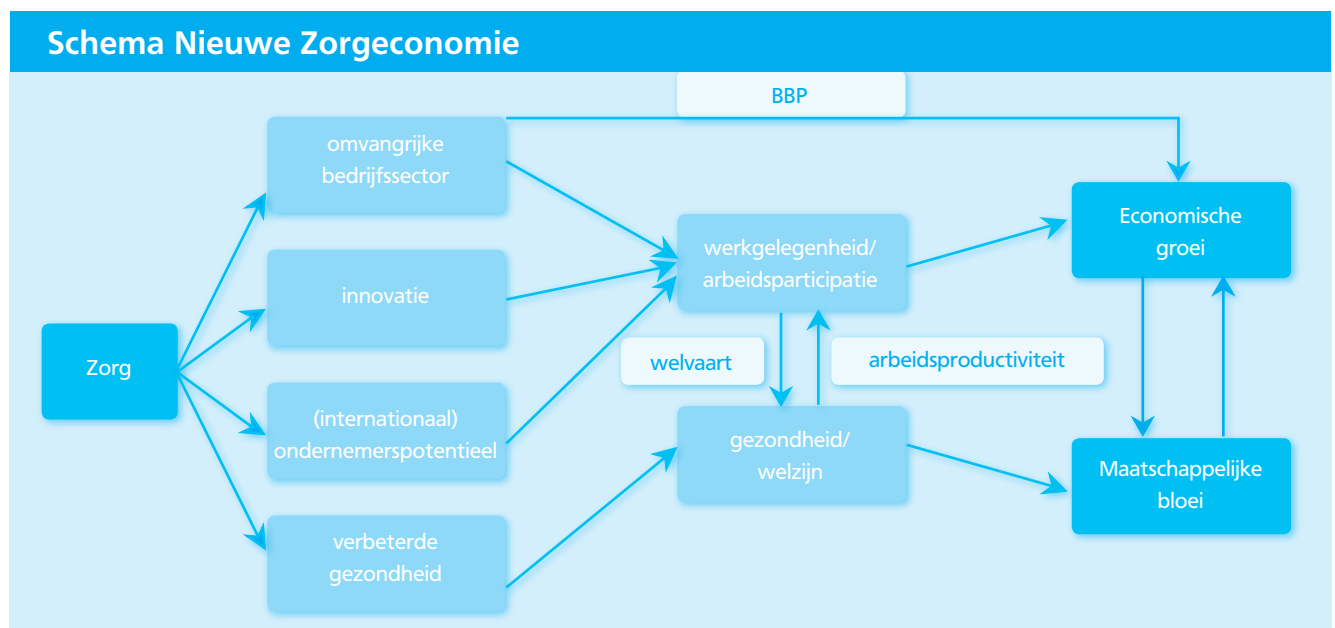 Schema Nieuwe Zorgeconomie
BBP
omvangrijke
bedrijfssector
Economische
groei
werkgelegenheid/
arbeidsparticipatie
innovatie
Zorg
welvaart
arbeidsproductiviteit
(internationaal)
ondernemerspotentieel
gezondheid/
welzijn
Maatschappelijke
bloei
verbeterde
gezondheid